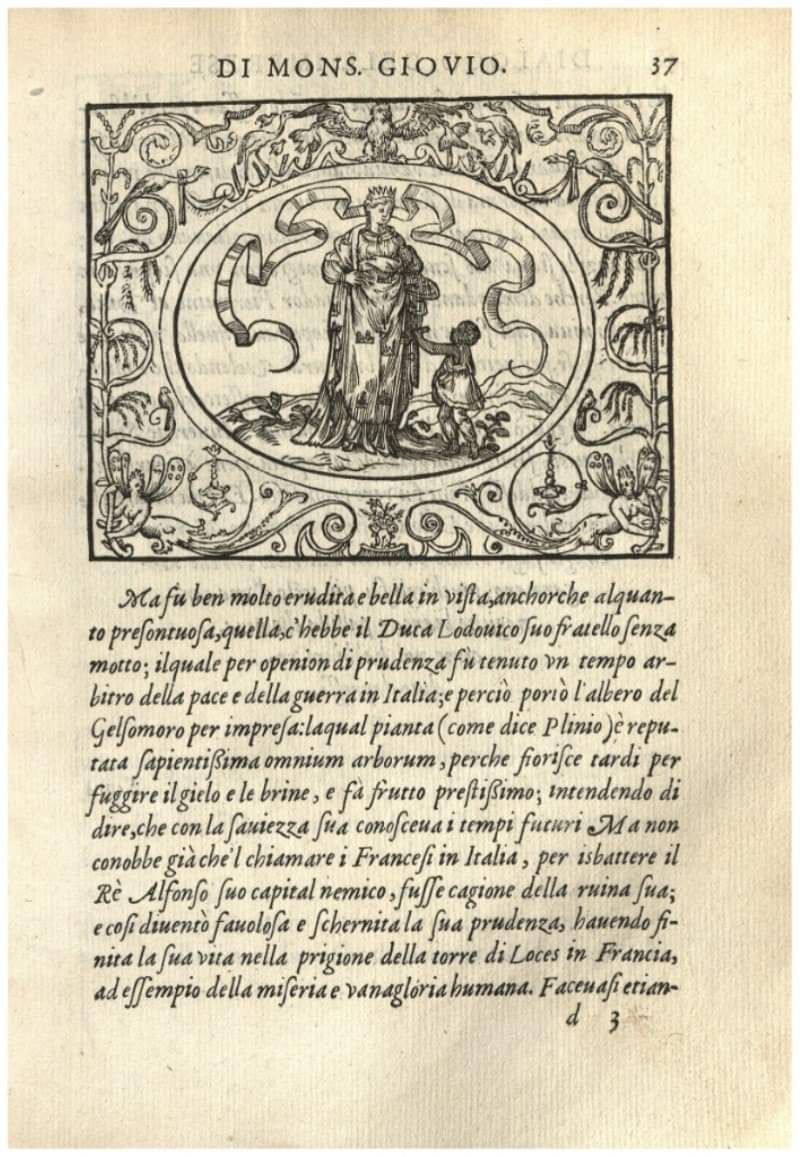 DI MONS. GIOVIO. 37
Ma fu ben molto erudita e bella in viſta, anchorche alquan-
to preſontuoſa, quella, c'hebbe il Duca Lodouico ſuo fratello ſenza
motto; ilquale per openion di prudenza fù tenuto vn tempo ar-
bitro della pace e della guerra in Italia; e perciò portò l'albero del
Gelſomoro per impreſa: laqual pianta (come dice Plinio) è repu-
tata ſapientißima omnium arborum, perche fioriſce tardi per
fuggire il gielo e le brine, e fà frutto preſtißimo; intendendo di
dire, che con la ſauiezza ſua conoſceua i tempi futuri Ma non
conobbe già che'l chiamare i Franceſi in Italia, per isbattere il
Rè Alfonſo ſuo capital nemico, fuſſe cagione della ruina ſua;
e coſi diuentò fauoloſa e ſchernita la ſua prudenza, hauendo fi-
nita la ſua vita nella prigione della torre di Loces in Francia,
ad eſſempio della miſeria e vanagloria humana. Faceuaſi etian-
d 3